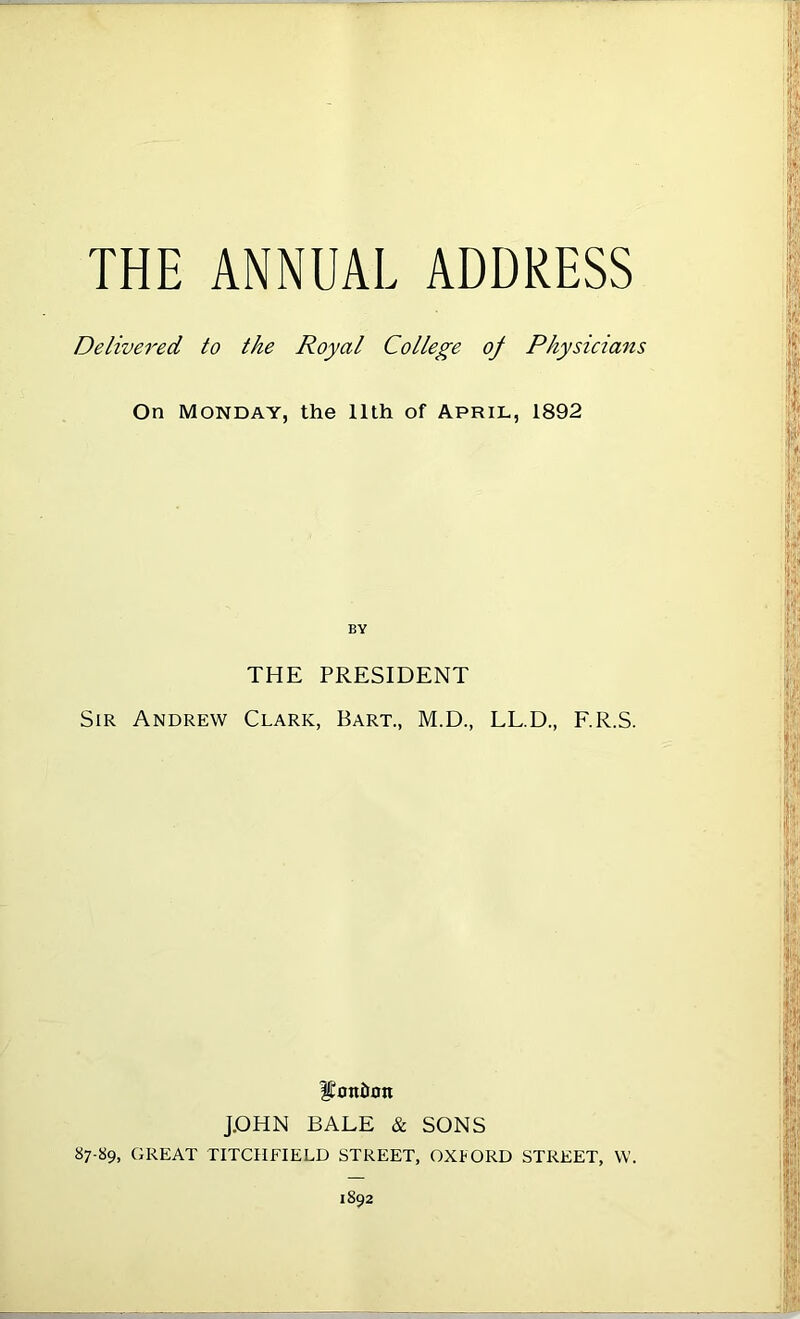 THE ANNUAL ADDRESS
Delivered to the Royal College of Physicians
On MONDAY, the 11th of APRIL, 1892
BY
THE PRESIDENT
SIR ANDREW CLARK, BART., M.D., LL.D., F.R.S.
London
JOHN BALE & SONS
87-89, GREAT TITCHFIELD STREET, OXFORD STREET, W.
1892